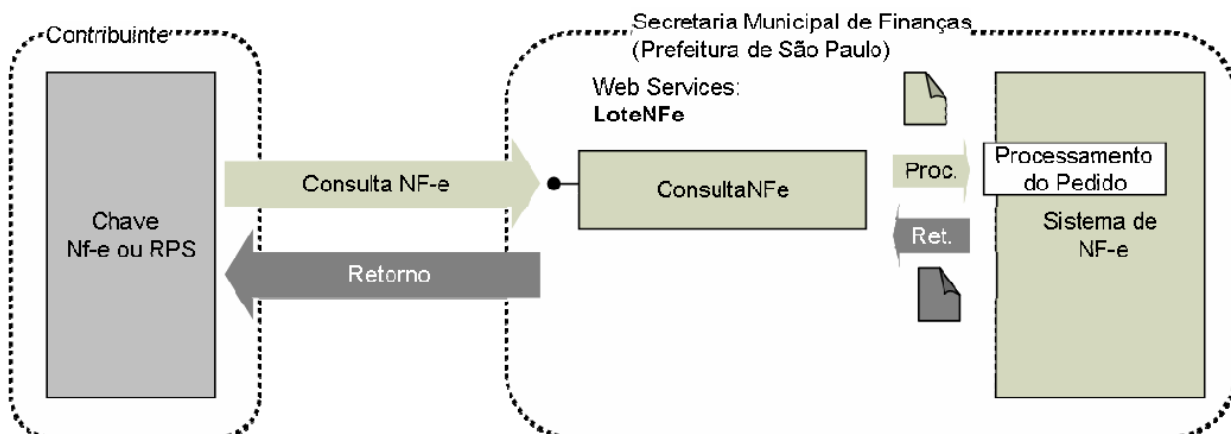 Contribuinte
Secretaria Municipal de Finanças
(Prefeitura de São Paulo)
Web Services:
LoteNFe
Chave
Nf-e ou RPS
Consulta NF-e
Retorno
ConsultaNFe
Proc.
Ret.
Processamento
do Pedido
Sistema de
NF-e